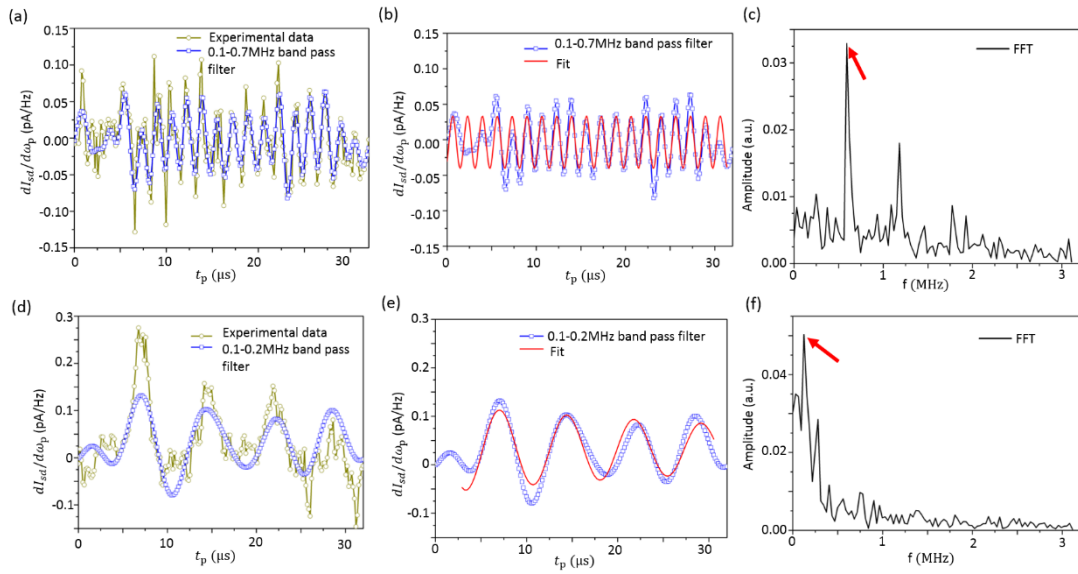 (a)
Experimental data
0.1-0.7MHz band pass
filter
0.15
0.10
0.05
0.00
-0.05
-0.10
-0.15
dI_sd/dω_p (pA/Hz)
0
10
20
30
t_p (μs)
(b)
0.1-0.7MHz band pass filter
Fit
0.15
0.10
0.05
0.00
-0.05
-0.10
-0.15
dI_sd/dω_p (pA/Hz)
0
10
20
30
t_p (μs)
(c)
FFT
0.03
0.02
0.01
0.00
Amplitude (a.u.)
0
1
2
3
f (MHz)
(d)
Experimental data
0.1-0.2MHz band pass
filter
0.3
0.2
0.1
0
-0.1
dI_sd/dω_p (pA/Hz)
0
10
20
30
t_p (μs)
(e)
0.1-0.2MHz band pass filter
Fit
0.3
0.2
0.1
0
-0.1
dI_sd/dω_p (pA/Hz)
0
10
20
30
t_p (μs)
(f)
FFT
0.04
0.02
0.00
Amplitude (a.u.)
0
1
2
3
f (MHz)